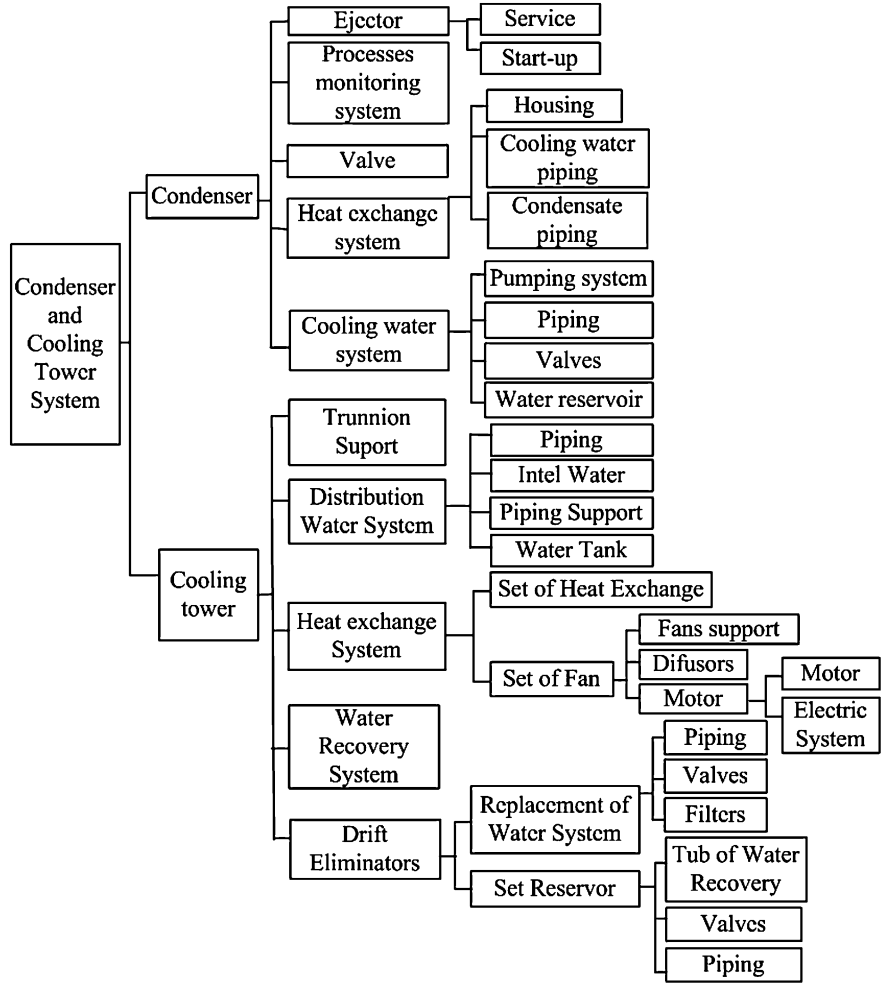 Condenser
and
Cooling
Tower
System
Condenser
Ejector
Service
Start-up
Processes
monitoring
system
Valve
Heat exchange
system
Housing
Cooling water
piping
Condensate
piping
Cooling water
system
Pumping system
Piping
Valves
Water reservoir
Cooling
tower
Trunnion
Suport
Distribution
Water System
Piping
Intel Water
Piping Support
Water Tank
Heat exchange
System
Set of Heat Exchange
Set of Fan
Fans support
Difusors
Motor
Motor
Electric
System
Water
Recovery
System
Drift
Eliminators
Replacement of
Water System
Piping
Valves
Filters
Set Reservor
Tub of Water
Recovery
Valves
Piping